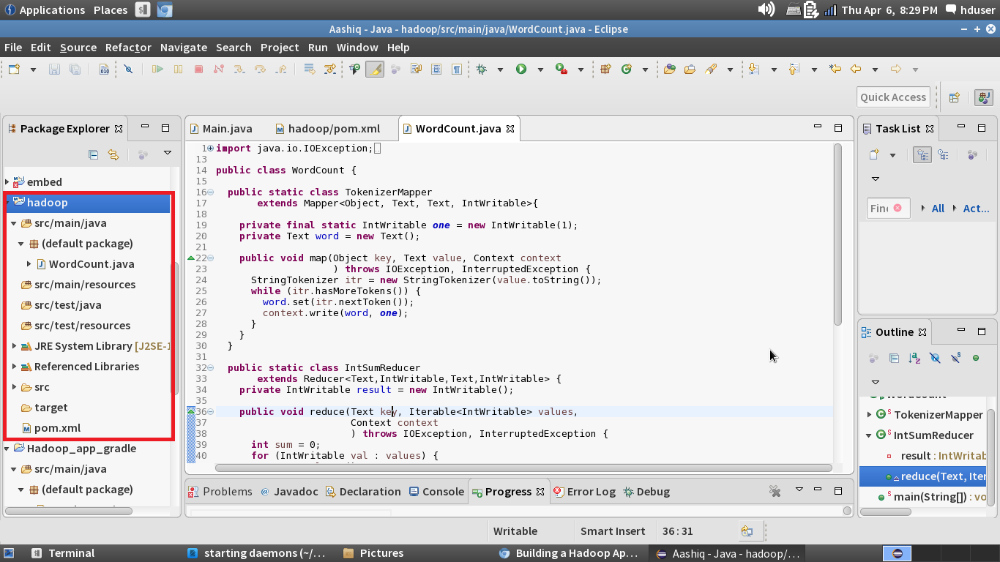 Applications Places Thu Apr 6, 8:29 PM hduser
Aashiq - Java - hadoop/src/main/java/WordCount.java - Eclipse
File Edit Source Refactor Navigate Search Project Run Window Help
Quick Access
Package Explorer
embed
hadoop
src/main/java
(default package)
WordCount.java
src/main/resources
src/test/java
src/test/resources
JRE System Library [J2SE-1
Referenced Libraries
src
target
pom.xml
Hadoop_app_gradle
src/main/java
(default package)
Main.java hadoop/pom.xml WordCount.java
1 import java.io.IOException;
13
14 public class WordCount {
15
16 public static class TokenizerMapper
17 extends Mapper<Object, Text, Text, IntWritable>{
18
19 private final static IntWritable one = new IntWritable(1);
20 private Text word = new Text();
21
22 public void map(Object key, Text value, Context context
23 ) throws IOException, InterruptedException {
24 StringTokenizer itr = new StringTokenizer(value.toString());
25 while (itr.hasMoreTokens()) {
26 word.set(itr.nextToken());
27 context.write(word, one);
28 }
29 }
30 }
31
32 public static class IntSumReducer
33 extends Reducer<Text,IntWritable,Text,IntWritable> {
34 private IntWritable result = new IntWritable();
35
36 public void reduce(Text key, Iterable<IntWritable> values,
37 Context context
38 ) throws IOException, InterruptedException {
39 int sum = 0;
40 for (IntWritable val : values) {
Task List
Find All Act...
Outline
WordCount
TokenizerMapper
IntSumReducer
result : IntWritab
reduce(Text, Iter
main(String[]) : vo
Problems @ Javadoc Declaration Console Progress Error Log Debug
Writable Smart Insert 36 : 31
Terminal starting daemons (~/,... Pictures Building a Hadoop Ap... Aashiq - Java - hadoop/...